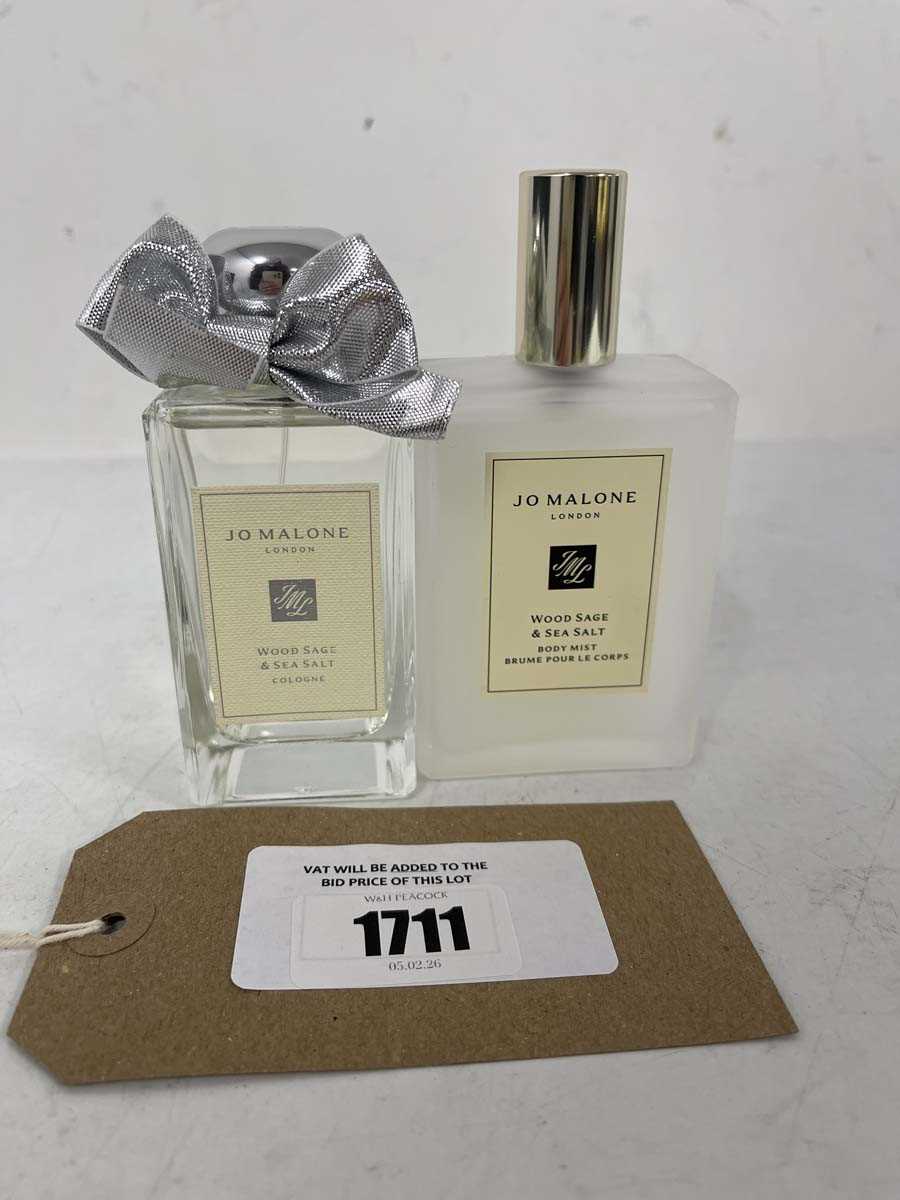 JO MALONE
LONDON
JML
WOOD SAGE
& SEA SALT
COLOGNE
JO MALONE
LONDON
JML
WOOD SAGE
& SEA SALT
BODY MIST
BRUME POUR LE CORPS
VAT WILL BE ADDED TO THE
BID PRICE OF THIS LOT
W&H PEACOCK
1711
05.02.26